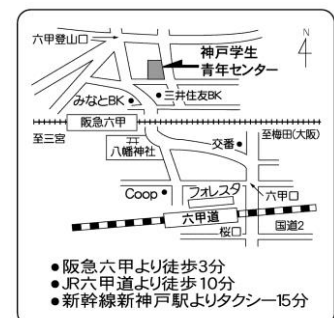 六甲登山口
N
神戸学生
青年センター
みなとBK
三井住友BK
阪急六甲
至三宮
至梅田(大阪)
八幡神社
交番
Coop
フォレスタ
六甲口
六甲道
桜口
国道2
●阪急六甲より徒歩3分
●JR六甲道より徒歩10分
●新幹線新神戸駅よりタクシー15分